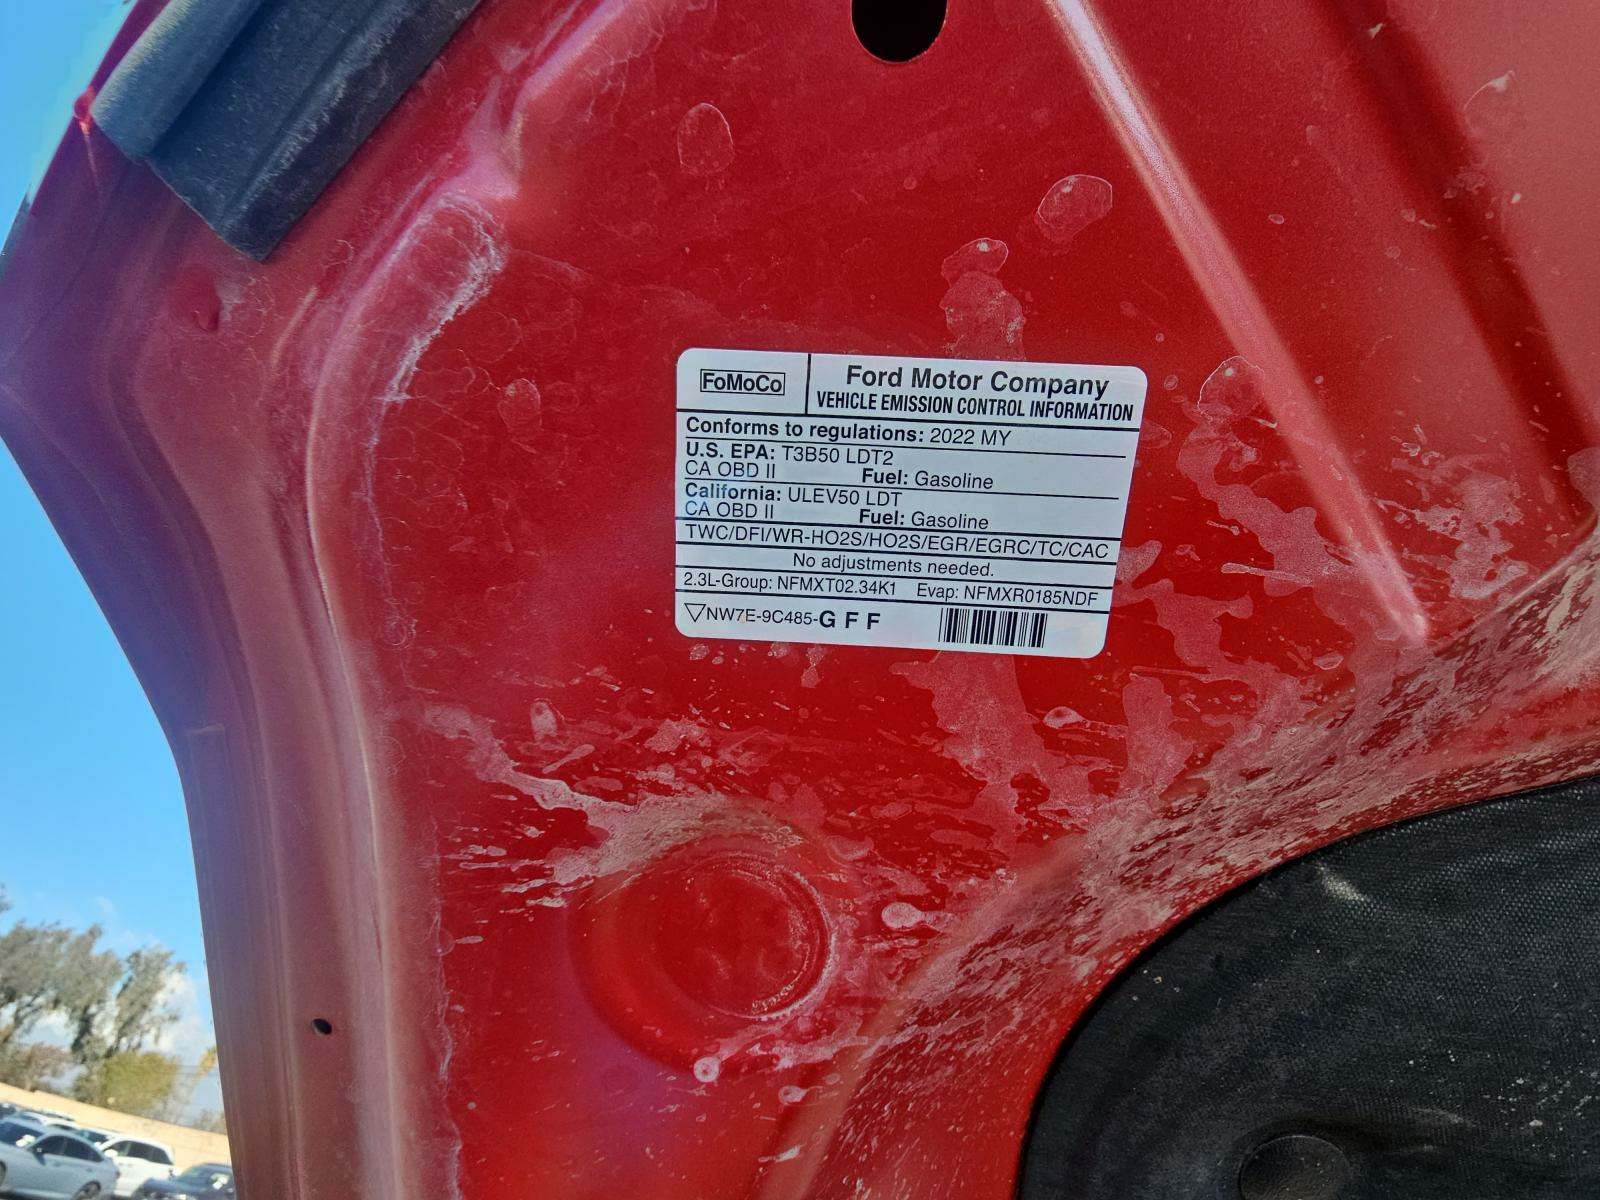 FoMoCo
Ford Motor Company
VEHICLE EMISSION CONTROL INFORMATION
Conforms to regulations: 2022 MY
U.S. EPA: T3B50 LDT2
CA OBD II Fuel: Gasoline
California: ULEV50 LDT
CA OBD II Fuel: Gasoline
TWC/DFI/WR-HO2S/HO2S/EGR/EGRC/TC/CAC
No adjustments needed.
2.3L-Group: NFMXT02.34K1 Evap: NFMXR0185NDF
▽NW7E-9C485-G F F